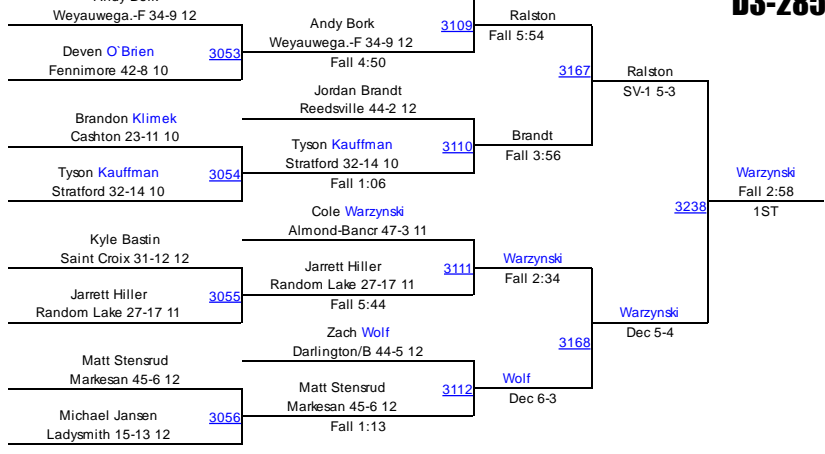 Weyauwega.-F 34-9 12
Deven O`Brien
Fennimore 42-8 10
3053
Brandon Klimek
Cashton 23-11 10
Tyson Kauffman
Stratford 32-14 10
3054
Kyle Bastin
Saint Croix 31-12 12
Jarrett Hiller
Random Lake 27-17 11
3055
Matt Stensrud
Markesan 45-6 12
Michael Jansen
Ladysmith 15-13 12
3056
Andy Bork
Weyauwega.-F 34-9 12
Fall 4:50
3109
Jordan Brandt
Reedsville 44-2 12
Tyson Kauffman
Stratford 32-14 10
Fall 1:06
3110
Cole Warzynski
Almond-Bancr 47-3 11
Jarrett Hiller
Random Lake 27-17 11
Fall 5:44
3111
Zach Wolf
Darlington/B 44-5 12
Matt Stensrud
Markesan 45-6 12
Fall 1:13
3112
Ralston
Fall 5:54
3167
Brandt
Fall 3:56
Warzynski
Fall 2:34
3168
Wolf
Dec 6-3
Ralston
SV-1 5-3
3238
Warzynski
Dec 5-4
Warzynski
Fall 2:58
1ST
D3-285